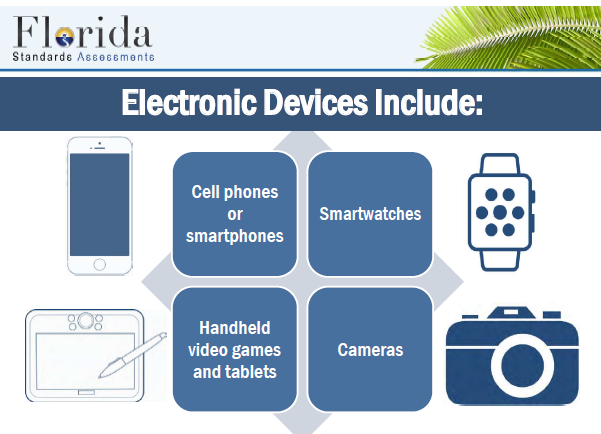 Florida
Standards Assessments
Electronic Devices Include:
Cell phones
or
smartphones
Smartwatches
Handheld
video games
and tablets
Cameras